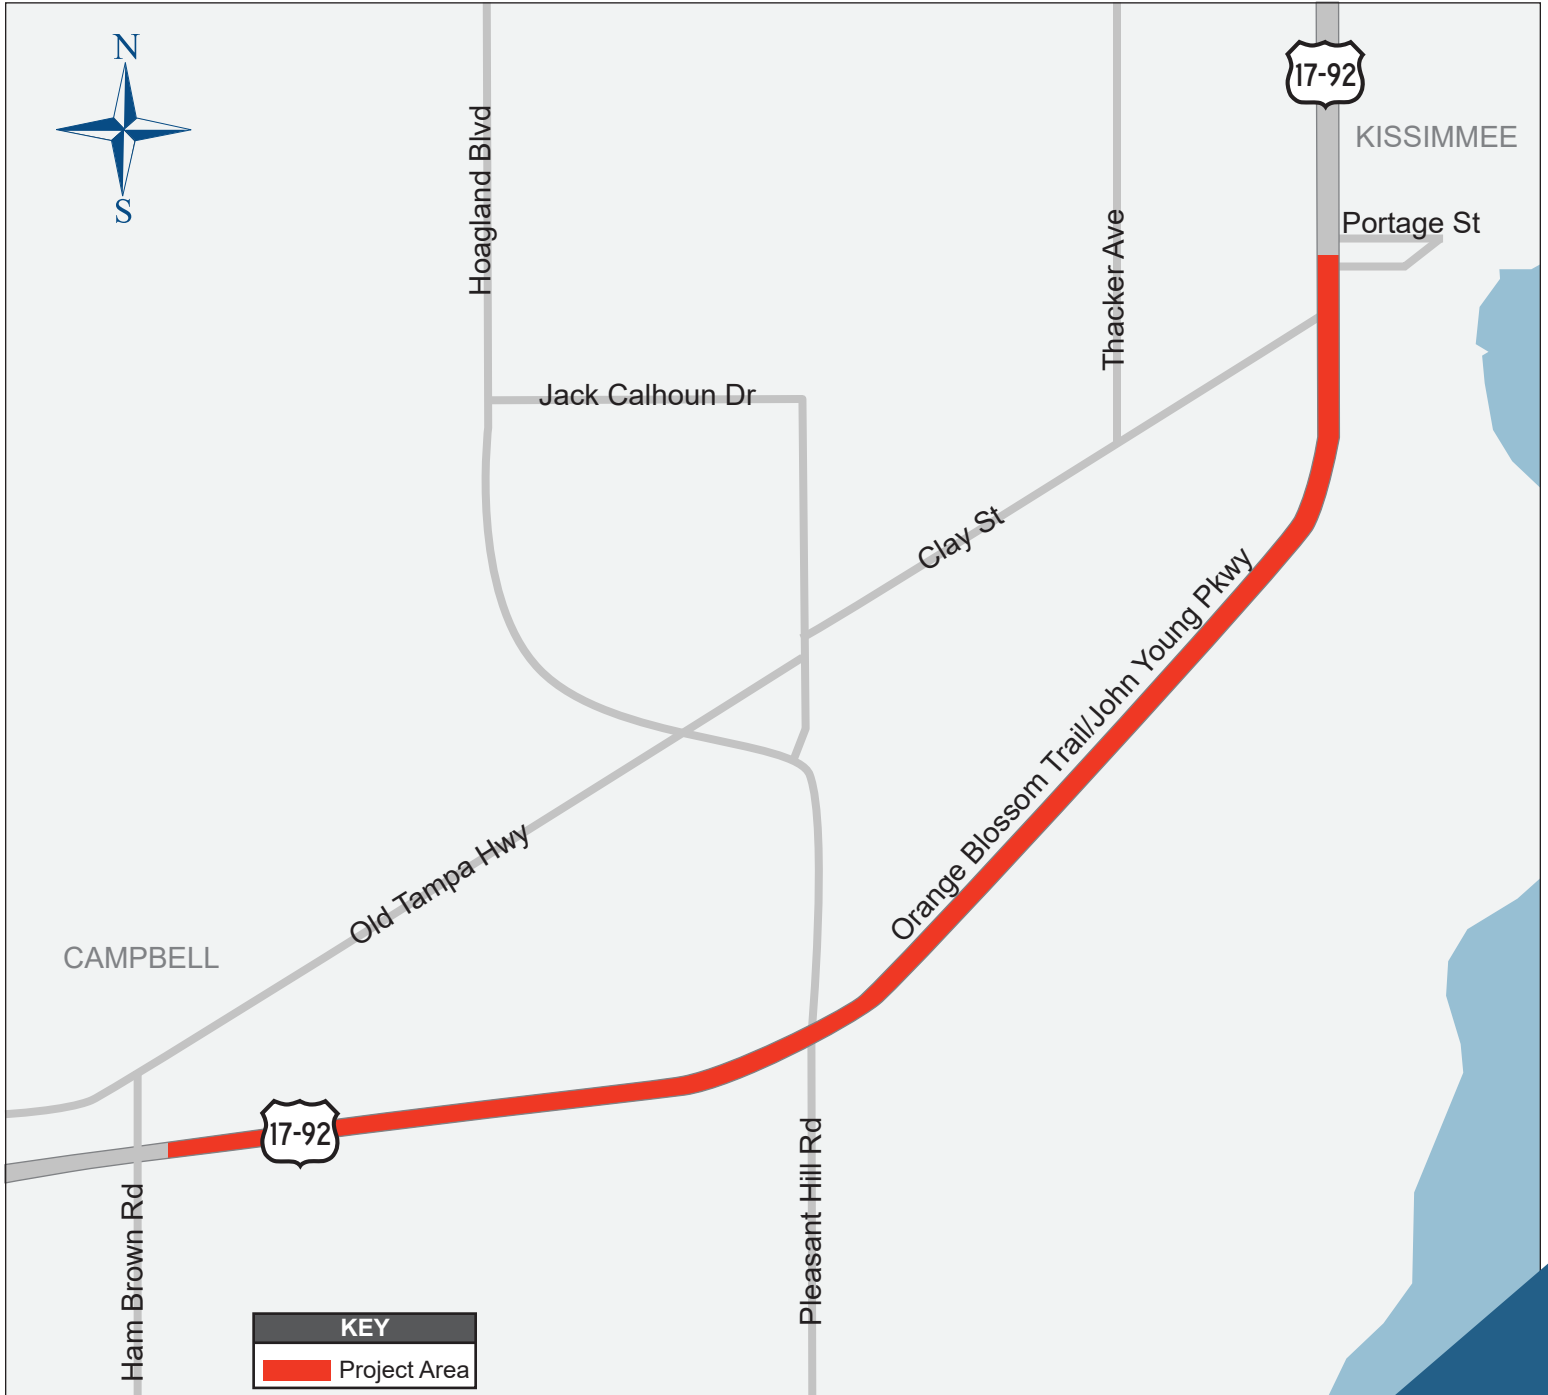 N
S
17-92
KISSIMMEE
Portage St
Hoagland Blvd
Thacker Ave
Jack Calhoun Dr
Clay St
Orange Blossom Trail/John Young Pkwy
Old Tampa Hwy
CAMPBELL
17-92
Ham Brown Rd
Pleasant Hill Rd
KEY
Project Area